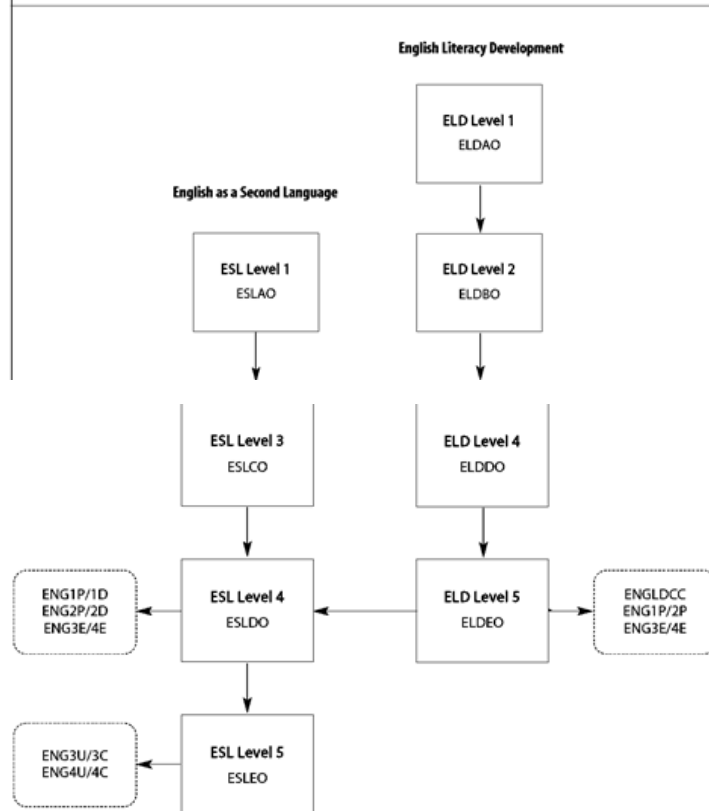 English Literacy Development
ELD Level 1
ELDAO
English as a Second Language
ESL Level 1
ESLAO
ELD Level 2
ELDBO
ESL Level 3
ESLCO
ELD Level 4
ELDDO
ENG1P/1D
ENG2P/2D
ENG3E/4E
ESL Level 4
ESLDO
ELD Level 5
ELDEO
ENGLDCC
ENG1P/2P
ENG3E/4E
ENG3U/3C
ENG4U/4C
ESL Level 5
ESLEO